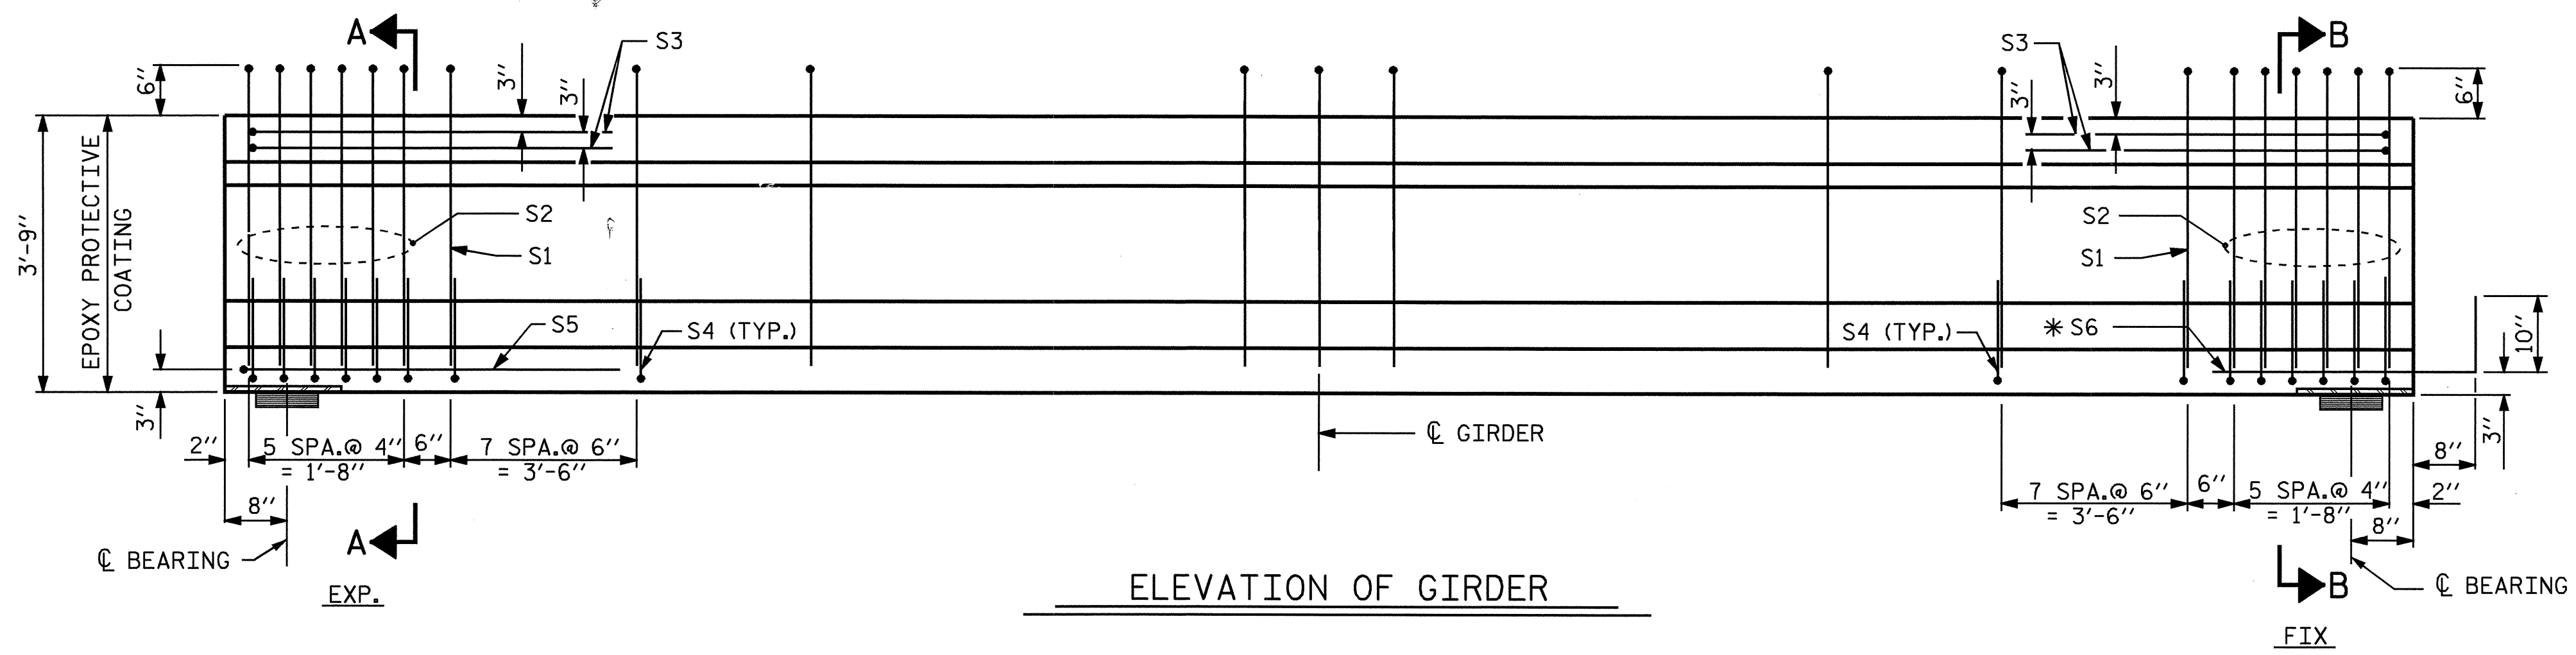 A
S3
3"
3"
6"
3'-9"
EPOXY PROTECTIVE
COATING
S2
S1
S5
S4 (TYP.)
3"
2"
5 SPA.@ 4"
= 1'-8"
6"
7 SPA.@ 6"
= 3'-6"
8"
℄ BEARING
A
EXP.
℄ GIRDER
ELEVATION OF GIRDER
B
S3
3"
3"
6"
S2
S1
S4 (TYP.)
* S6
10"
3"
8"
7 SPA.@ 6"
= 3'-6"
6"
5 SPA.@ 4"
= 1'-8"
2"
8"
℄ BEARING
B
FIX